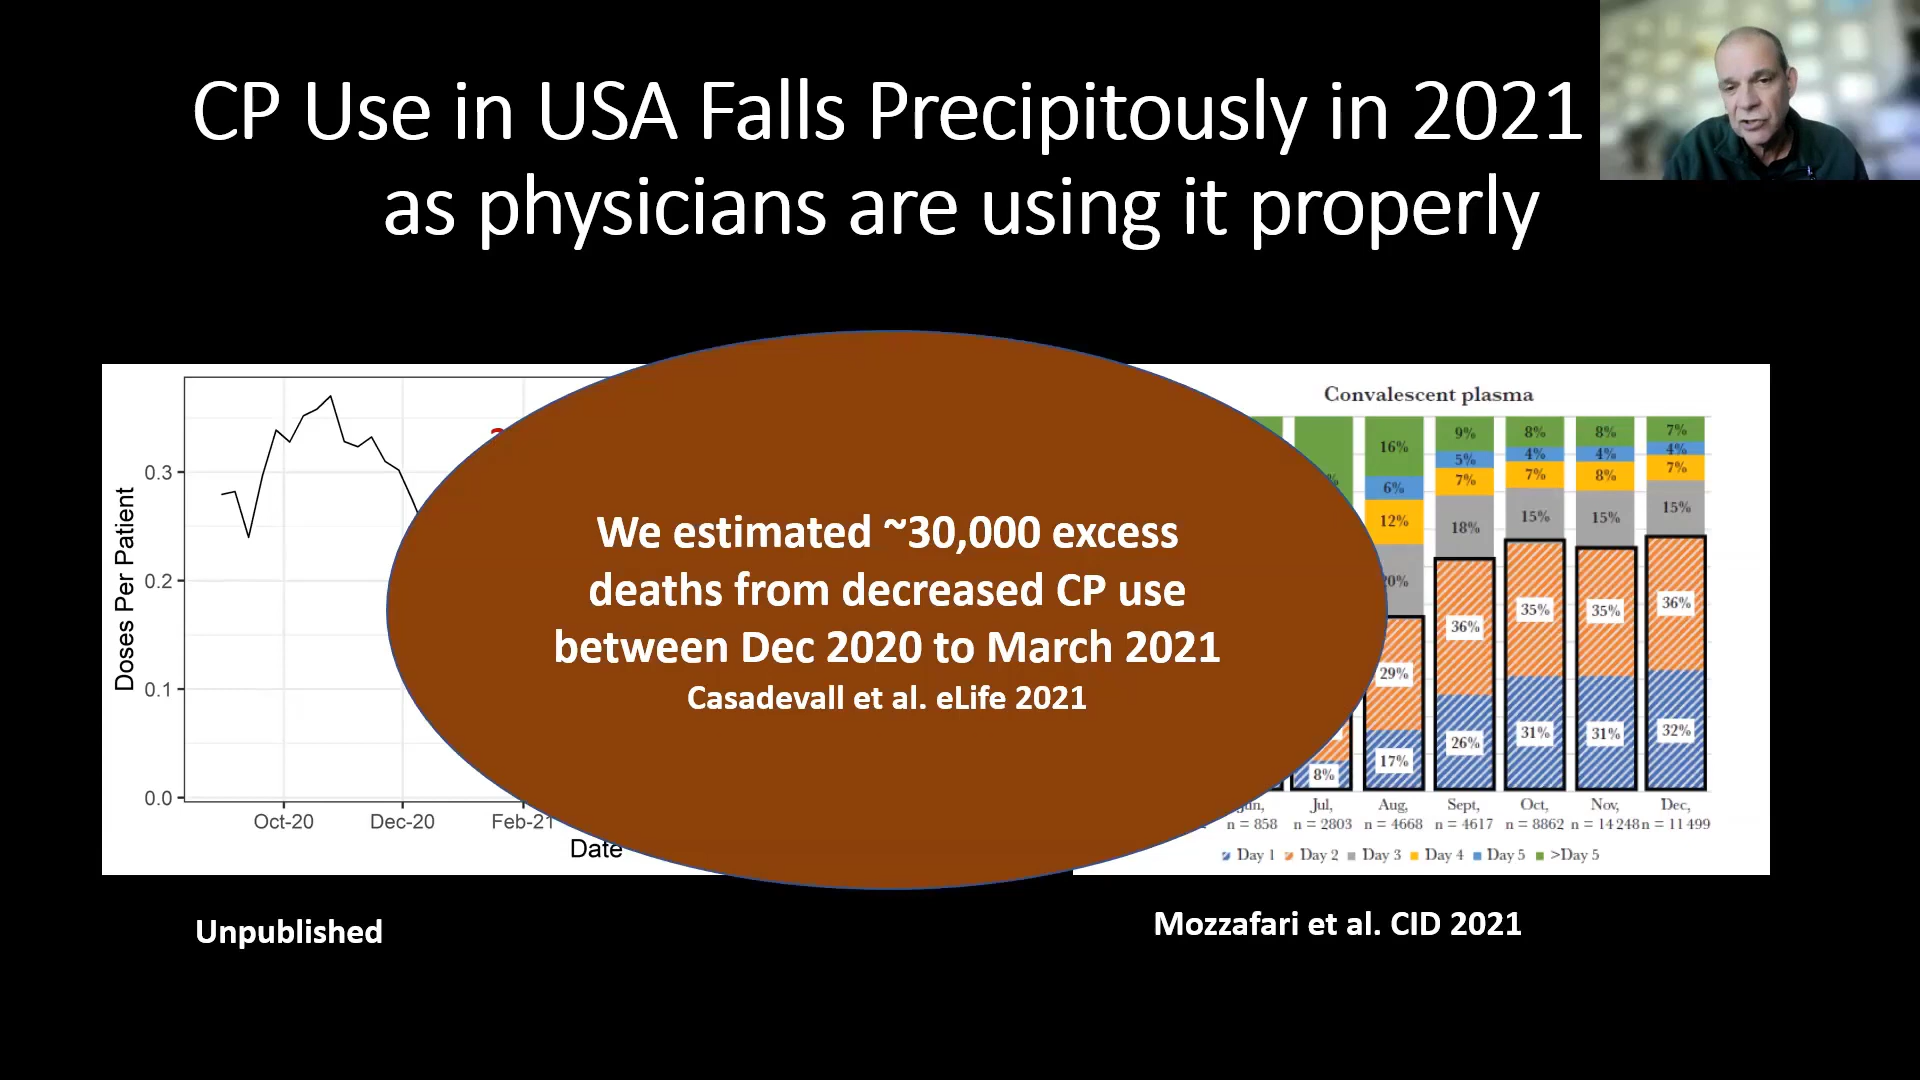 CP Use in USA Falls Precipitously in 2021
as physicians are using it properly
We estimated ~30,000 excess
deaths from decreased CP use
between Dec 2020 to March 2021
Casadevall et al. eLife 2021
Doses Per Patient
0.3
0.2
0.1
0.0
Oct-20 Dec-20 Feb-21
Date
Unpublished
Convalescent plasma
16% 9% 8% 8% 7%
6% 5% 4% 4% 4%
12% 7% 7% 8% 7%
18% 15% 15% 15%
29% 36% 35% 35% 36%
8% 17% 26% 31% 31% 32%
Jun, Jul, Aug, Sept, Oct, Nov, Dec,
n = 858 n = 2803 n = 4668 n = 4617 n = 8862 n = 14 248 n = 11 499
Day 1 Day 2 Day 3 Day 4 Day 5 >Day 5
Mozzafari et al. CID 2021